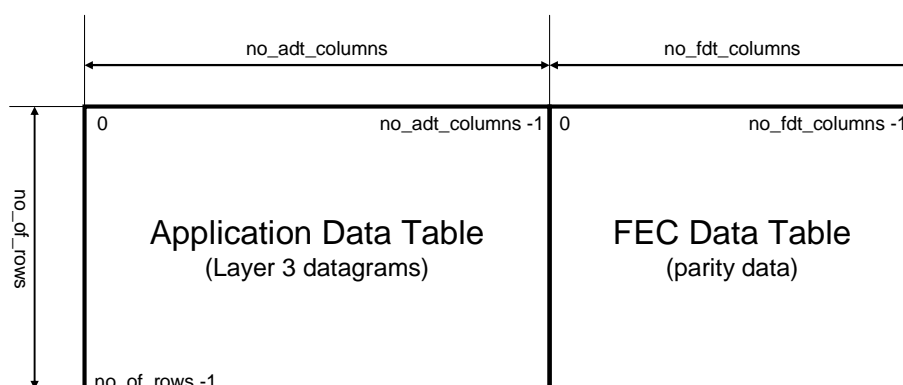 no_adt_columns
no_fdt_columns
0
no_adt_columns -1
0
no_fdt_columns -1
no_of_rows
Application Data Table
(Layer 3 datagrams)
FEC Data Table
(parity data)
no_of_rows -1